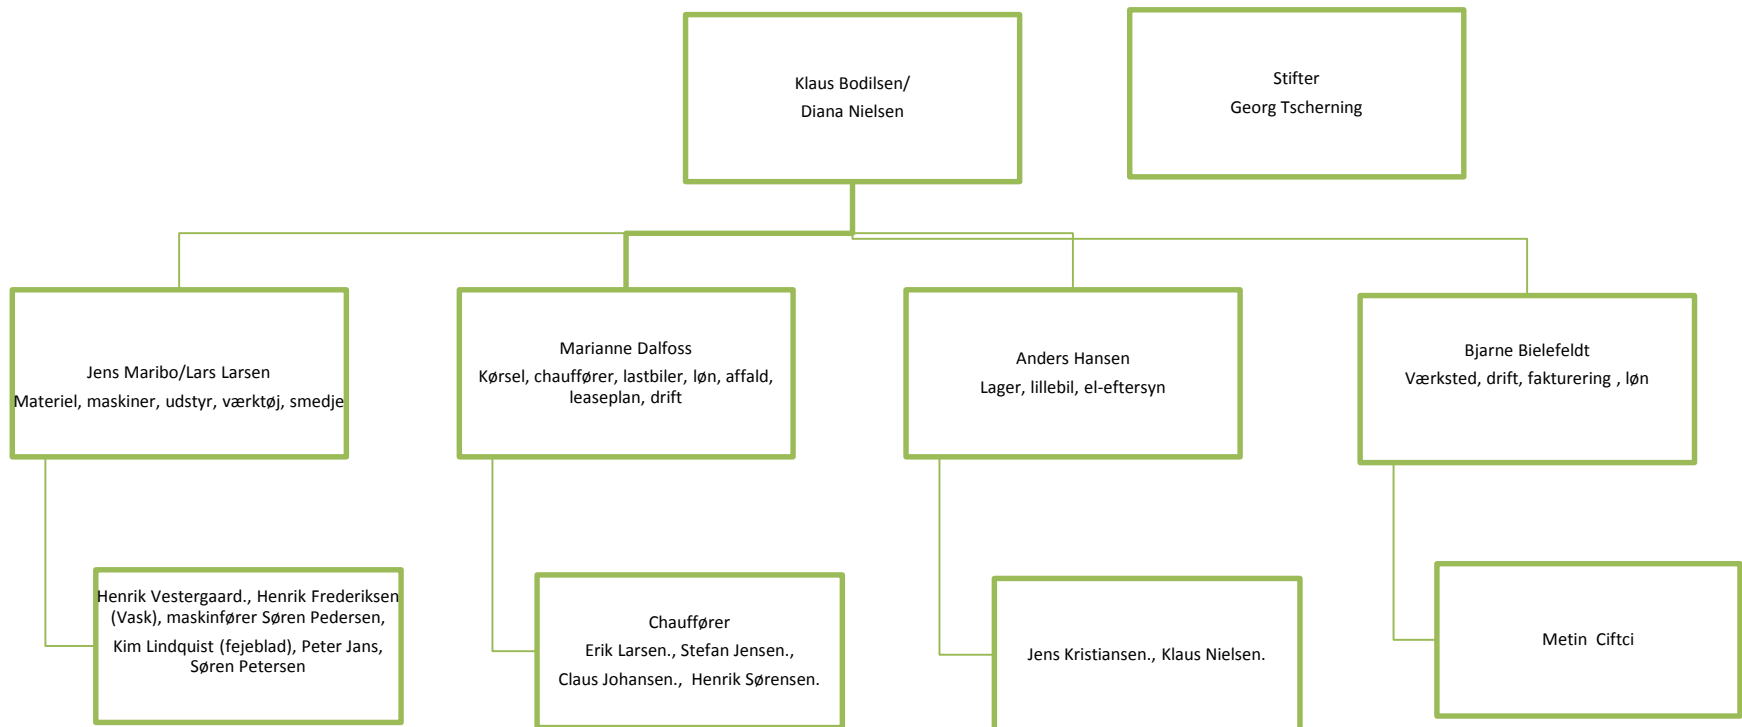 Klaus Bodilsen/
Diana Nielsen
Stifter
Georg Tscherning
Jens Maribo/Lars Larsen
Materiel, maskiner, udstyr, værktøj, smedje
Marianne Dalfoss
Kørsel, chauffører, lastbiler, løn, affald,
leaseplan, drift
Anders Hansen
Lager, lillebil, el-eftersyn
Bjarne Bielefeldt
Værksted, drift, fakturering , løn
Henrik Vestergaard., Henrik Frederiksen
(Vask), maskinfører Søren Pedersen,
Kim Lindquist (fejeblad), Peter Jans,
Søren Petersen
Chauffører
Erik Larsen., Stefan Jensen.,
Claus Johansen.,  Henrik Sørensen.
Jens Kristiansen., Klaus Nielsen.
Metin  Ciftci